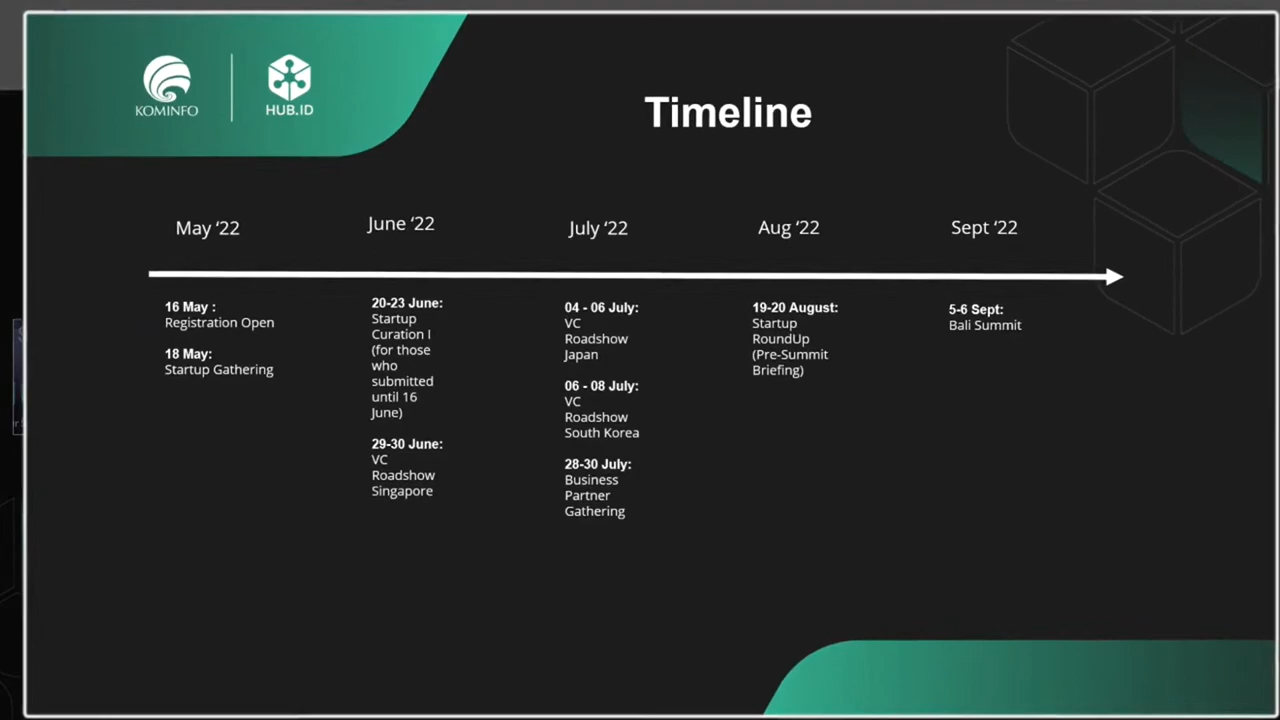 KOMINFO
HUB.ID
Timeline
May ‘22
June ‘22
July ‘22
Aug ‘22
Sept ‘22
16 May :
Registration Open
18 May:
Startup Gathering
20-23 June:
Startup
Curation I
(for those
who
submitted
until 16
June)
29-30 June:
VC
Roadshow
Singapore
04 - 06 July:
VC
Roadshow
Japan
06 - 08 July:
VC
Roadshow
South Korea
28-30 July:
Business
Partner
Gathering
19-20 August:
Startup
RoundUp
(Pre-Summit
Briefing)
5-6 Sept:
Bali Summit